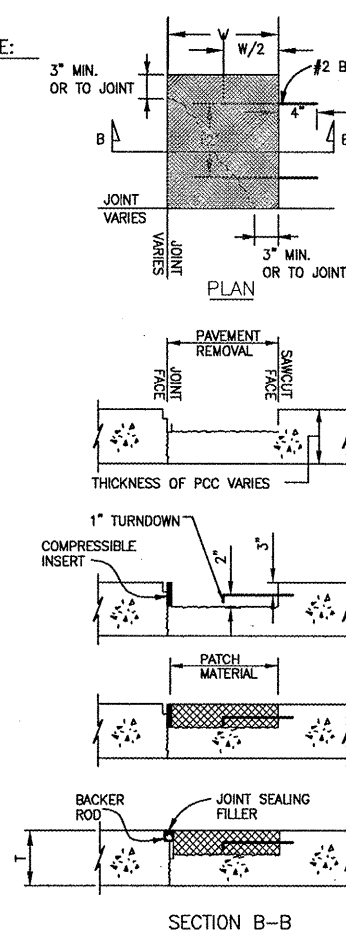 E:
W
W/2
#2 B
3" MIN.
OR TO JOINT
4"
B
JOINT
VARIES
JOINT
VARIES
3" MIN.
OR TO JOINT
PLAN
PAVEMENT
REMOVAL
JOINT
FACE
SAWCUT
FACE
THICKNESS OF PCC VARIES
1" TURNDOWN
COMPRESSIBLE
INSERT
2"
3"
PATCH
MATERIAL
BACKER
ROD
JOINT SEALING
FILLER
T
SECTION B-B